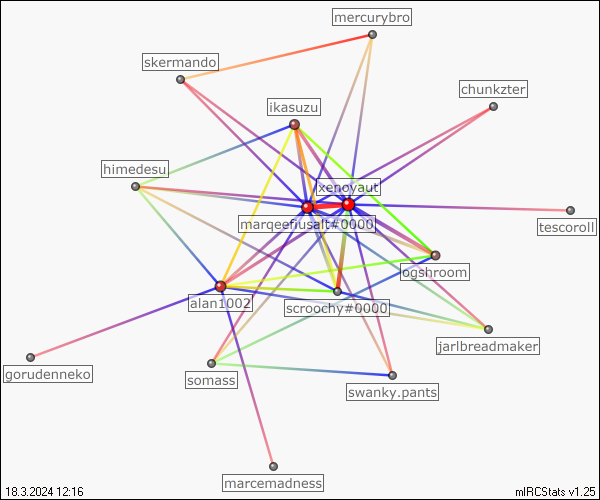 mercurybro
skermando
chunkzter
ikasuzu
himedesu
xenoyaut
marqeefusalt#0000
tescoroll
ogshroom
alan1002
scroochy#0000
jarlbreadmaker
gorudenneko
somass
swanky.pants
marcemadness
18.3.2024 12:16
mIRCStats v1.25